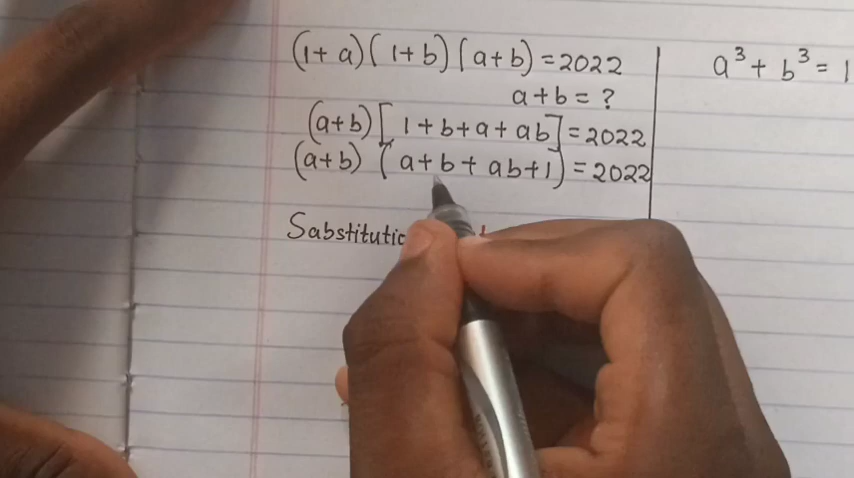 (1+a)(1+b)(a+b)=2022
a+b=?
(a+b)[1+b+a+ab]=2022
(a+b)(a+b+ab+1)=2022
a³+b³=1